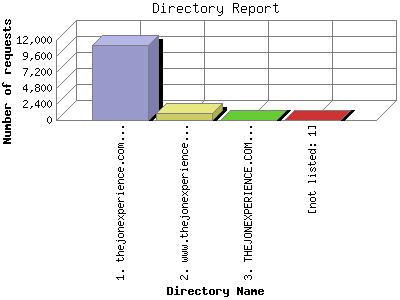 Directory Report
Number of requests
12,000
9,600
7,200
4,800
2,400
0
1. thejonexperience.com...
2. www.thejonexperience...
3. THEJONEXPERIENCE.COM...
[not listed: 1]
Directory Name